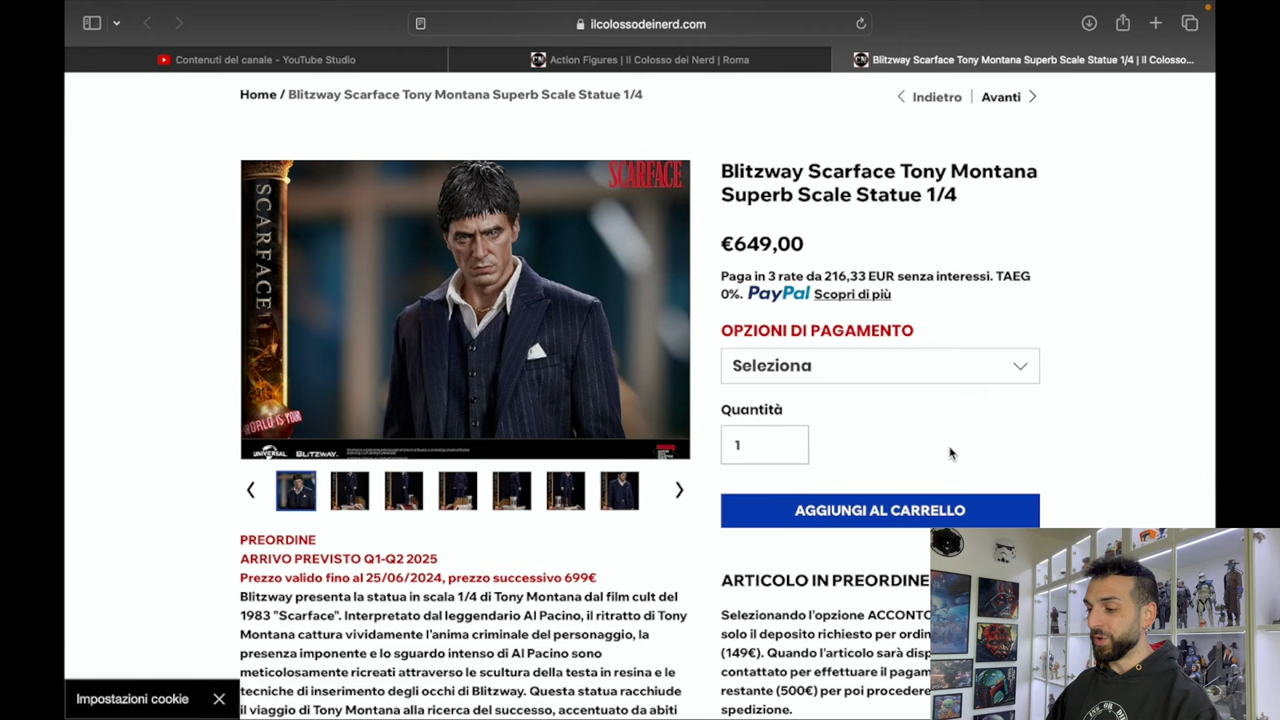 ilcolossodeinerd.com
Contenuti del canale - YouTube Studio
Action Figures | Il Colosso dei Nerd | Roma
Blitzway Scarface Tony Montana Superb Scale Statue 1/4 | Il Colosso...
Home / Blitzway Scarface Tony Montana Superb Scale Statue 1/4
Indietro | Avanti
SCARFACE
SCARFACE
WORLD IS YOUR
UNIVERSAL BLITZWAY
Blitzway Scarface Tony Montana
Superb Scale Statue 1/4
€649,00
Paga in 3 rate da 216,33 EUR senza interessi. TAEG
0%. PayPal Scopri di più
OPZIONI DI PAGAMENTO
Seleziona
Quantità
1
AGGIUNGI AL CARRELLO
PREORDINE
ARRIVO PREVISTO Q1-Q2 2025
Prezzo valido fino al 25/06/2024, prezzo successivo 699€
Blitzway presenta la statua in scala 1/4 di Tony Montana dal film cult del
1983 "Scarface". Interpretato dal leggendario Al Pacino, il ritratto di Tony
Montana cattura vividamente l'anima criminale del personaggio, la
presenza imponente e lo sguardo intenso di Al Pacino sono
meticolosamente ricreati attraverso le scultura della testa in resina e le
tecniche di inserimento degli occhi di Blitzway. Questa statua racchiude
il viaggio di Tony Montana alla ricerca del successo, accentuato da abiti
ARTICOLO IN PREORDINE
Selezionando l'opzione ACCONTO
solo il deposito richiesto per ordin
(149€). Quando l'articolo sarà disp
contattato per effettuare il pagam
restante (500€) per poi procedere
spedizione.
Impostazioni cookie